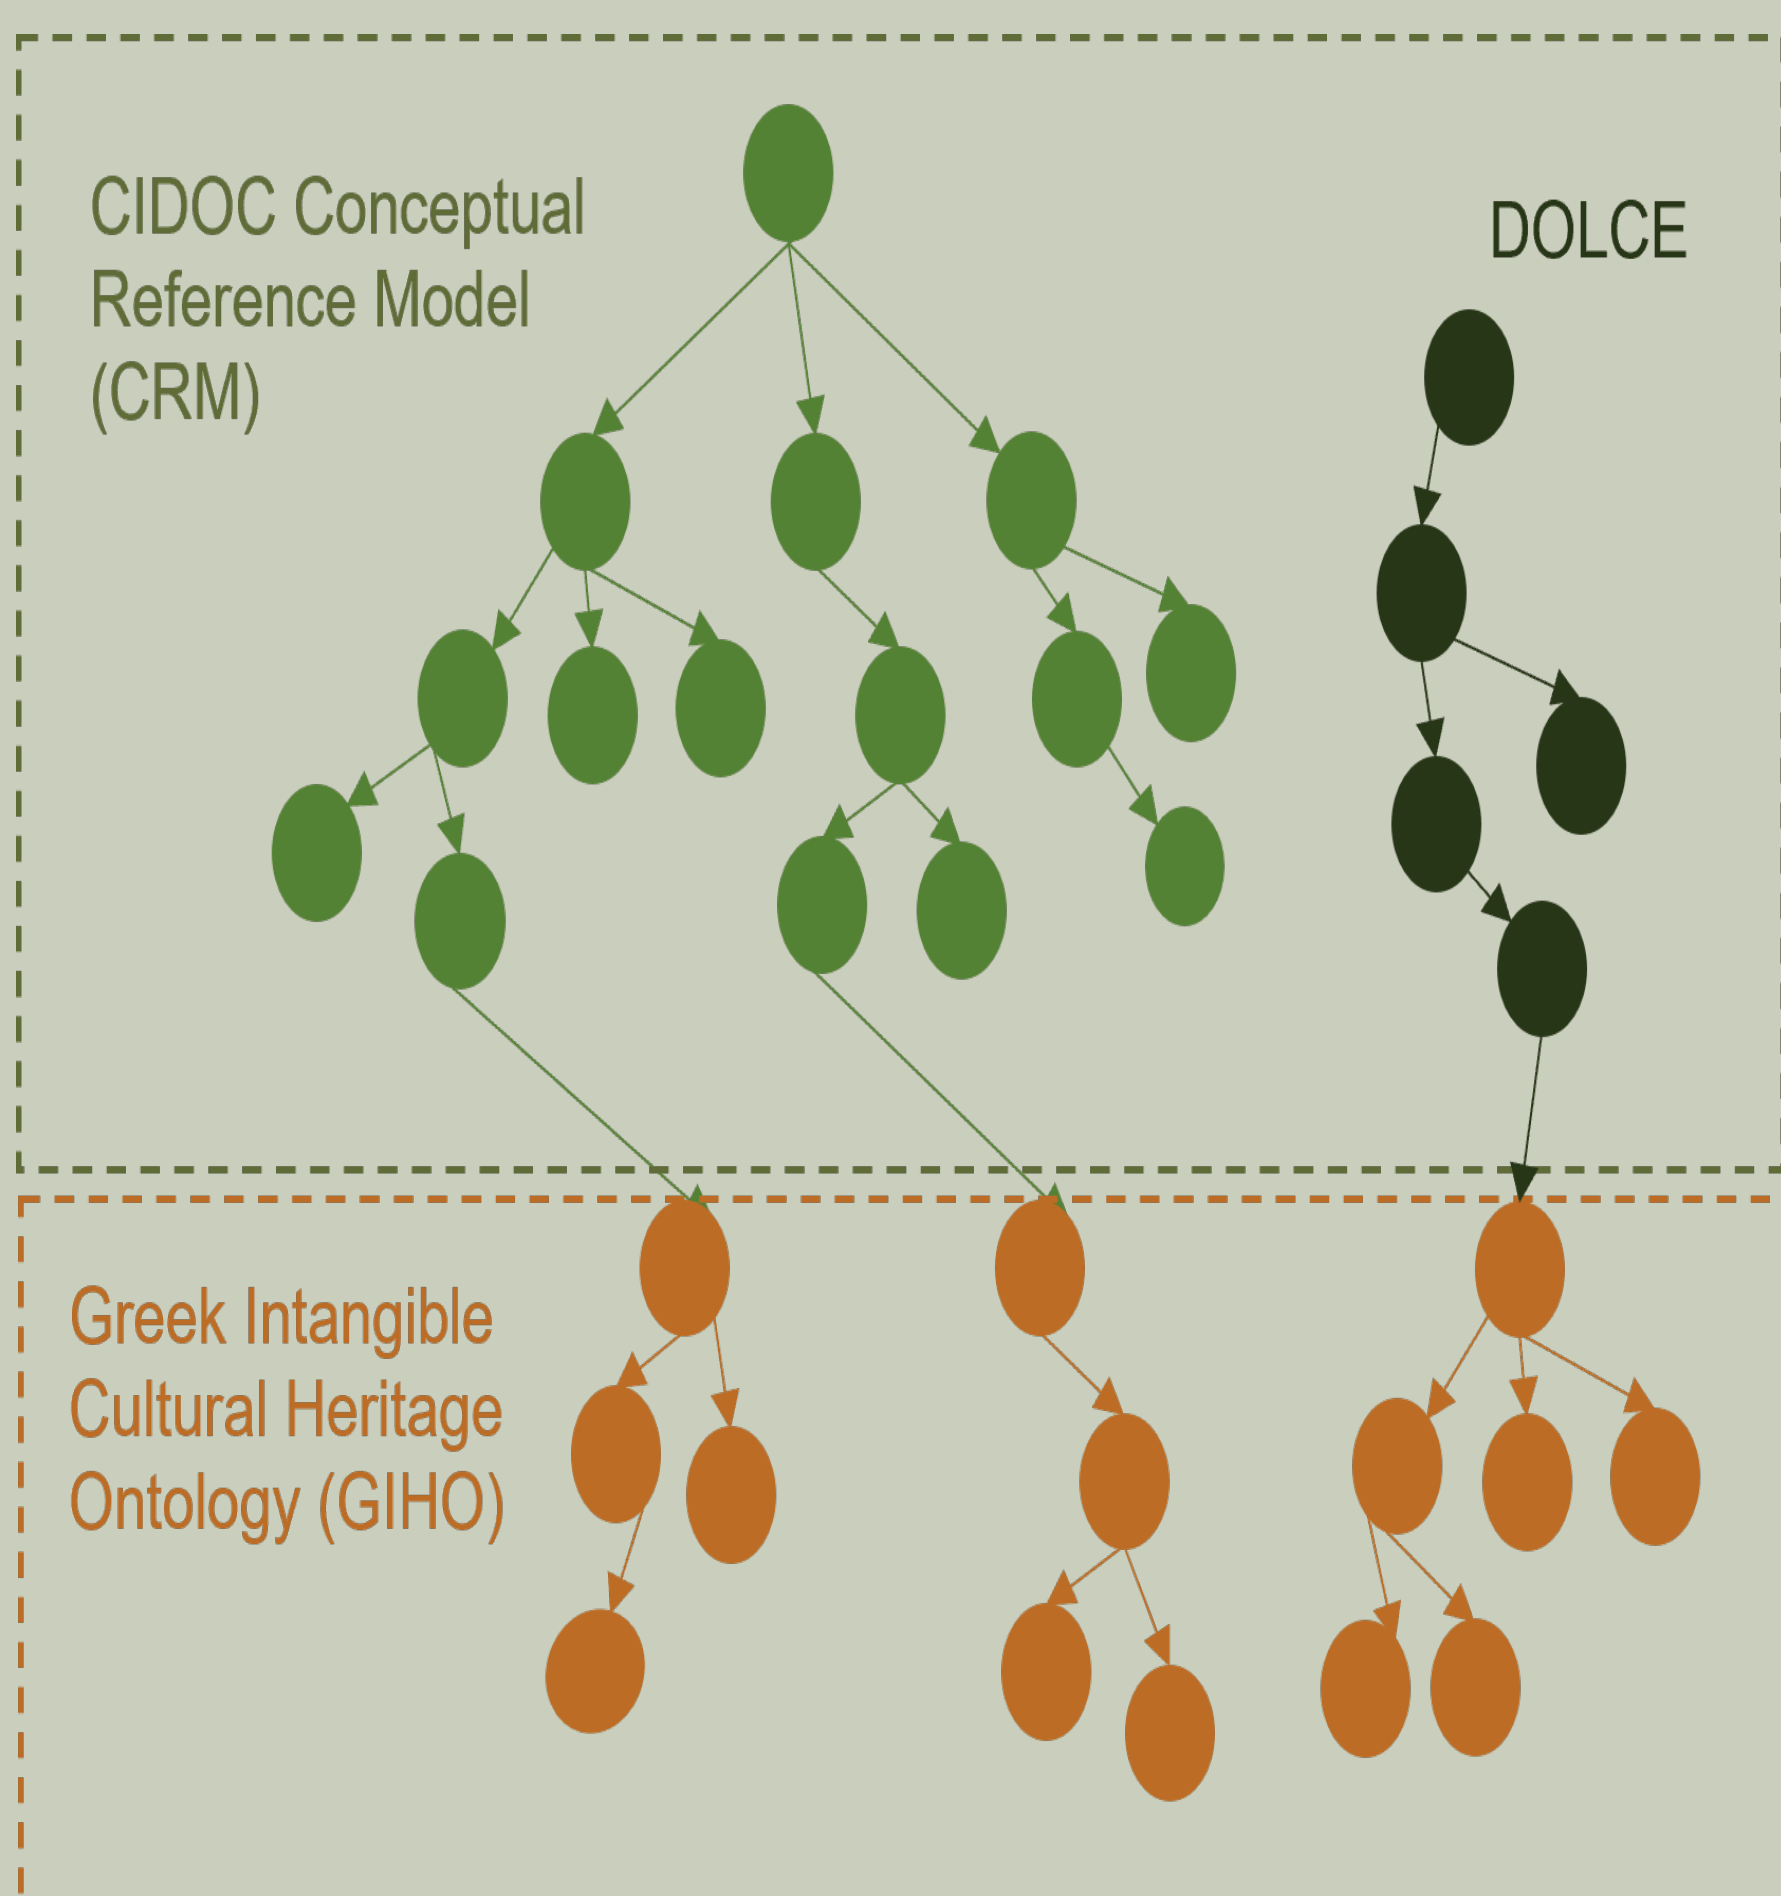 CIDOC Conceptual
Reference Model
(CRM)
DOLCE
Greek Intangible
Cultural Heritage
Ontology (GIHO)